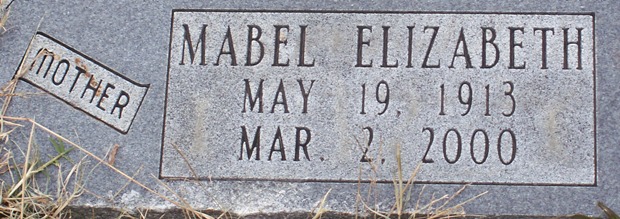 MOTHER
MABEL ELIZABETH
MAY 19 1913
MAR. 2, 2000